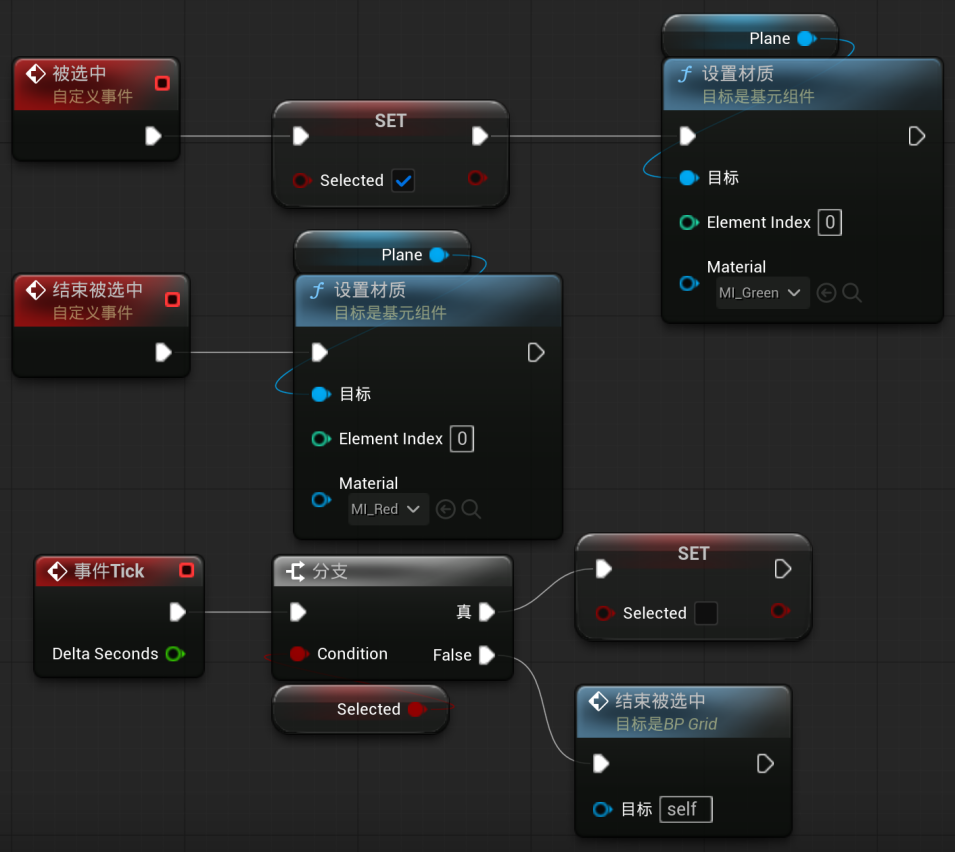 Plane
被选中
自定义事件
SET
Selected
设置材质
目标是基元组件
目标
Element Index 0
Material
MI_Green
Plane
结束被选中
自定义事件
设置材质
目标是基元组件
目标
Element Index 0
Material
MI_Red
事件Tick
Delta Seconds
分支
真
Condition
False
Selected
SET
Selected
结束被选中
目标是BP Grid
目标 self